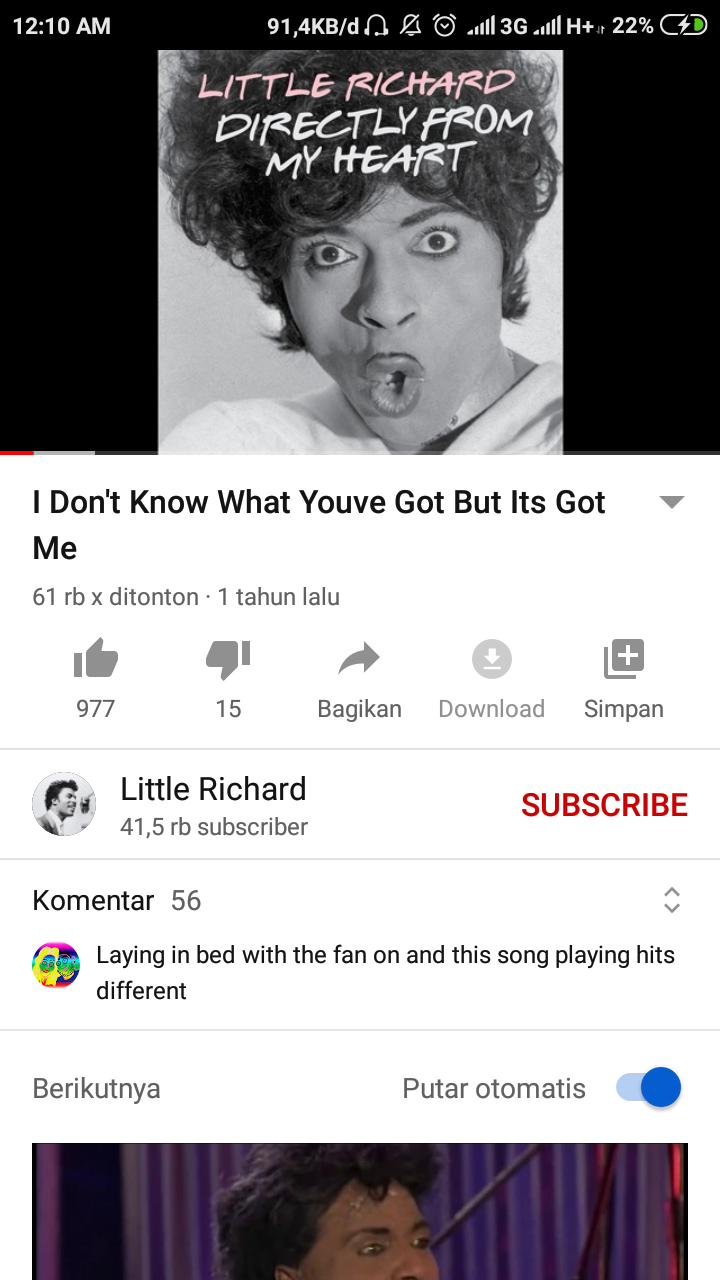 12:10 AM 91,4KB/d 3G H+ 22%
LITTLE RICHARD
DIRECTLY FROM
MY HEART
I Don't Know What Youve Got But Its Got
Me
61 rb x ditonton · 1 tahun lalu
977 15 Bagikan Download Simpan
Little Richard
41,5 rb subscriber
SUBSCRIBE
Komentar 56
Laying in bed with the fan on and this song playing hits
different
Berikutnya Putar otomatis